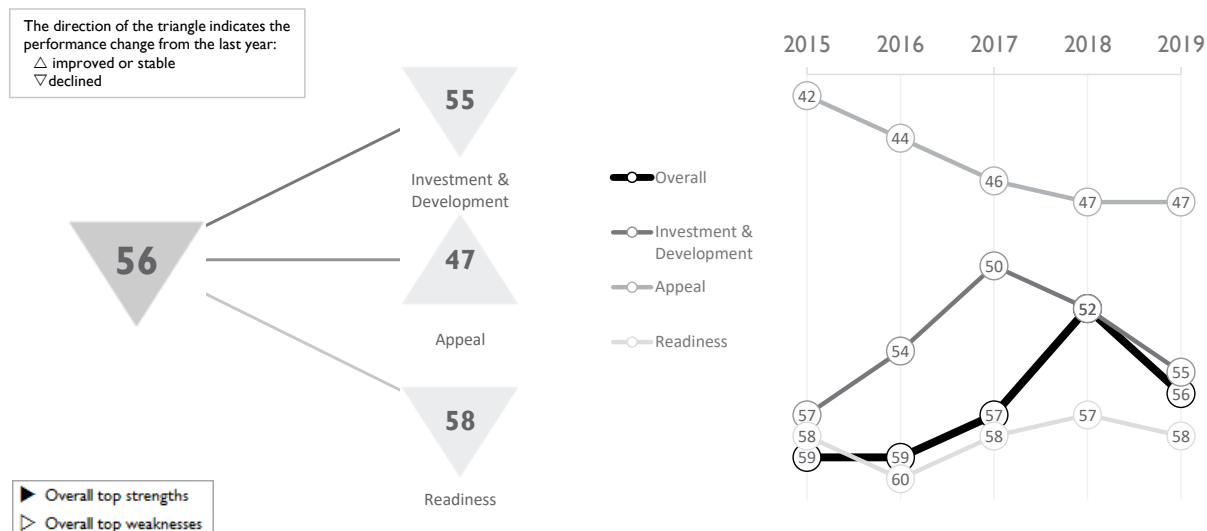 The direction of the triangle indicates the
performance change from the last year:
△ improved or stable
▽ declined
55
Investment &
Development
56
47
Appeal
58
Readiness
▶ Overall top strengths
▷ Overall top weaknesses
Overall
Investment &
Development
Appeal
Readiness
2015 2016 2017 2018 2019
42
44
46
47 47
50
52
54
55
56
57 57 57
58 58 58
59 59
60